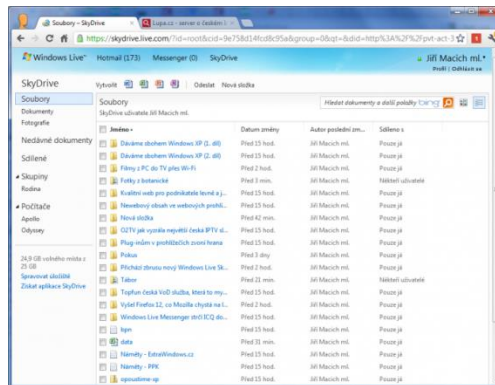 Soubory – SkyDrive
Lupa.cz - server o českém I
https://skydrive.live.com/?id=root&cid=9e758d14fcd8c95a&group=0&qt=&did=http%3A%2F%2Fpvt-act-3
Windows Live™ Hotmail (173) Messenger (0) SkyDrive Jiří Macich ml.
Profil | Odhlásit se
SkyDrive Vytvořit Odeslat Nová složka
Soubory
Dokumenty
Fotografie
Nedávné dokumenty
Sdílené
Skupiny
Rodina
Počítače
Apollo
Odyssey
24,9 GB volného místa z
25 GB
Spravovat úložiště
Získat aplikace SkyDrive
Soubory Hledat dokumenty a další položky bing
SkyDrive uživatele Jiří Macich ml.
Jméno Datum změny Autor poslední zm... Sdíleno s
Dáváme sbohem Windows XP (1. díl) Před 15 hod. Jiří Macich ml. Pouze já
Dáváme sbohem Windows XP (2. díl) Před 15 hod. Jiří Macich ml. Pouze já
Filmy z PC do TV přes Wi-Fi Před 2 hod. Jiří Macich ml. Pouze já
Fotky z botanické Před 3 min. Jiří Macich ml. Někteří uživatelé
Kvalitní web pro podnikatele levně a j... Před 15 hod. Jiří Macich ml. Pouze já
Newebový obsah ve webových prohlí... Před 15 hod. Jiří Macich ml. Pouze já
Nová složka Před 42 min. Jiří Macich ml. Pouze já
O2TV jak vyzrála největší česká IPTV sl... Před 15 hod. Jiří Macich ml. Pouze já
Plug-inům v prohlížečích zvoní hrana Před 15 hod. Jiří Macich ml. Pouze já
Pokus Před 3 dny Jiří Macich ml. Pouze já
Přichází zbrusu nový Windows Live Sk... Před 2 hod. Jiří Macich ml. Pouze já
Tábor Před 21 min. Jiří Macich ml. Někteří uživatelé
Topfun česká VoD služba, která to my... Před 15 hod. Jiří Macich ml. Pouze já
Vyšel Firefox 12, co Mozilla chystá na l... Před 2 hod. Jiří Macich ml. Pouze já
Windows Live Messenger strčí ICQ do... Před 15 hod. Jiří Macich ml. Pouze já
Před 15 hod. Jiří Macich ml. Pouze já
data Před 31 min. Jiří Macich ml. Pouze já
Náměty - ExtraWindows.cz Před 15 hod. Jiří Macich ml. Pouze já
Náměty - PPK Před 15 hod. Jiří Macich ml. Pouze já
opoustime-xp Před 15 hod. Jiří Macich ml. Pouze já